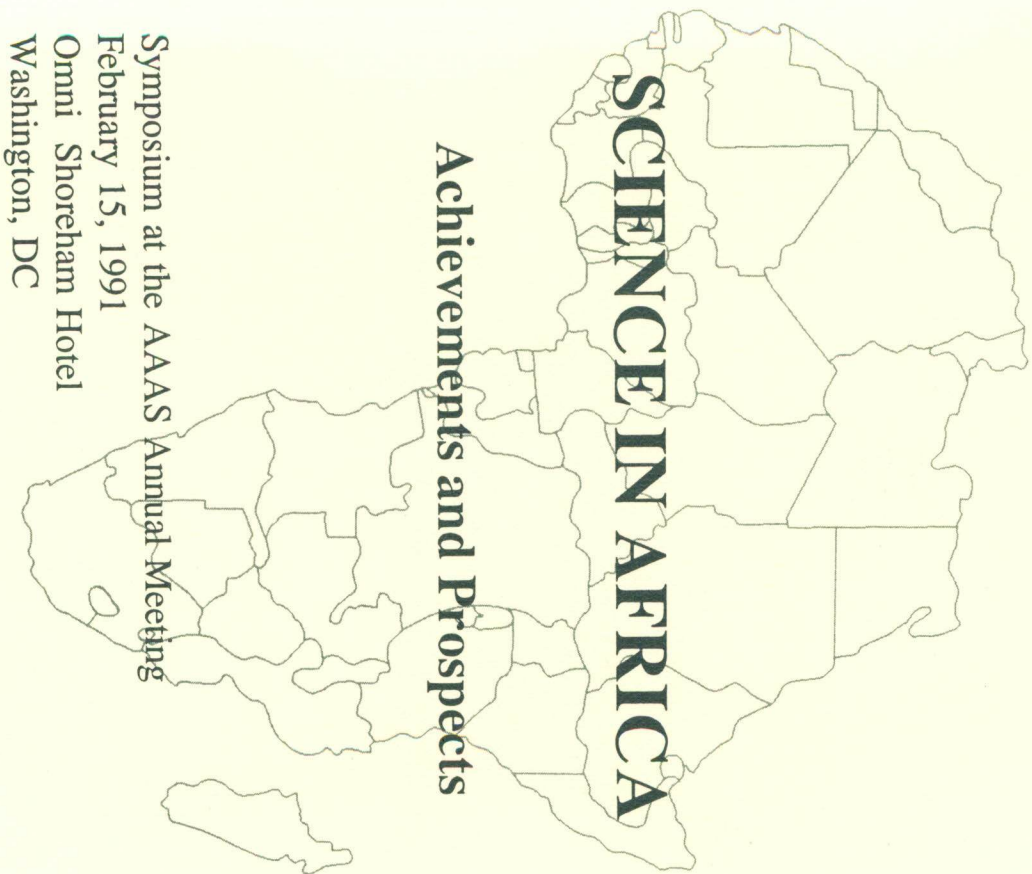 SCIENCE IN AFRICA
Achievements and Prospects
Symposium at the AAAS Annual Meeting
February 15, 1991
Omni Shoreham Hotel
Washington, DC